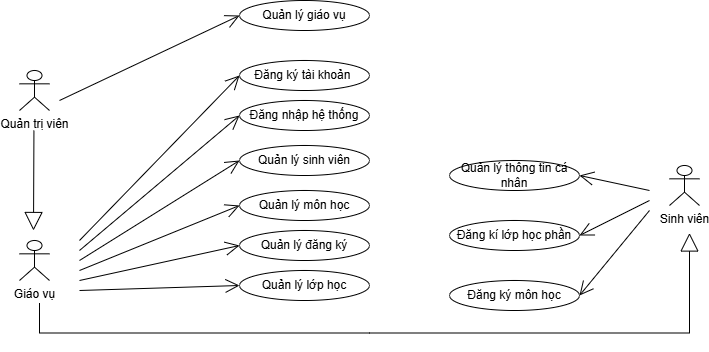 Quản lý giáo vụ
Đăng ký tài khoản
Quản trị viên
Đăng nhập hệ thống
Quản lý sinh viên
Quản lý thông tin cá
nhân
Quản lý môn học
Sinh viên
Quản lý đăng ký
Đăng kí lớp học phần
Quản lý lớp học
Giáo vụ
Đăng ký môn học